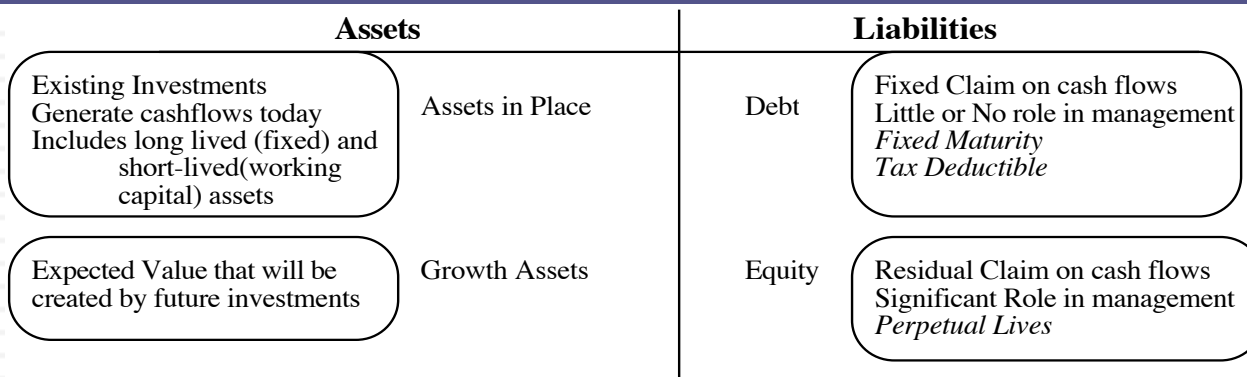 Assets
Liabilities
Existing Investments
Generate cashflows today
Includes long lived (fixed) and
short-lived(working
capital) assets
Assets in Place
Debt
Fixed Claim on cash flows
Little or No role in management
Fixed Maturity
Tax Deductible
Expected Value that will be
created by future investments
Growth Assets
Equity
Residual Claim on cash flows
Significant Role in management
Perpetual Lives